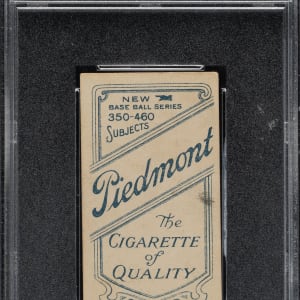 NEW
BASE BALL SERIES
350-460
SUBJECTS
Piedmont
The
CIGARETTE
of
QUALITY